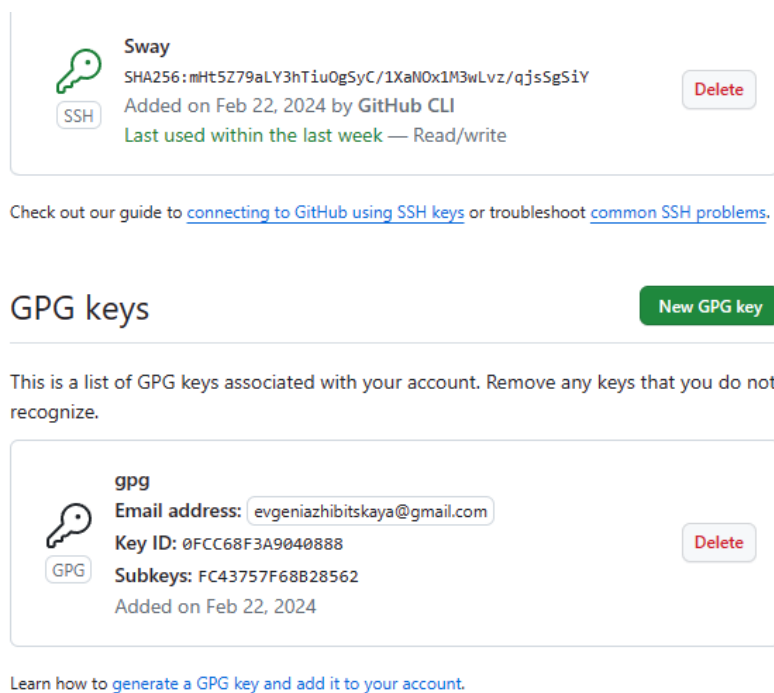 Sway
SHA256:mHt5Z79aLY3hTiuOgSyC/1XaNOx1M3wLvz/qjsSgSiY
Delete
SSH
Added on Feb 22, 2024 by GitHub CLI
Last used within the last week — Read/write
Check out our guide to connecting to GitHub using SSH keys or troubleshoot common SSH problems.
GPG keys
New GPG key
This is a list of GPG keys associated with your account. Remove any keys that you do not
recognize.
gpg
Email address: evgeniazhibitskaya@gmail.com
Key ID: 0FCC68F3A9040888
Delete
GPG
Subkeys: FC43757F68B28562
Added on Feb 22, 2024
Learn how to generate a GPG key and add it to your account.